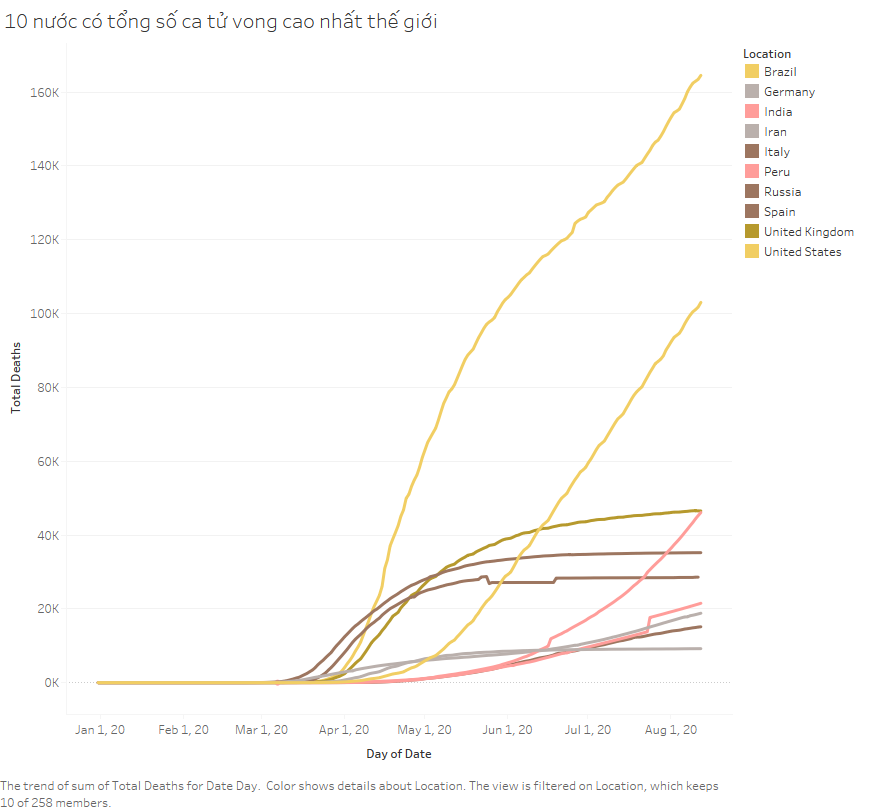 10 nước có tổng số ca tử vong cao nhất thế giới
Location
Brazil
Germany
India
Iran
Italy
Peru
Russia
Spain
United Kingdom
United States
Total Deaths
160K
140K
120K
100K
80K
60K
40K
20K
0K
Jan 1, 20 Feb 1, 20 Mar 1, 20 Apr 1, 20 May 1, 20 Jun 1, 20 Jul 1, 20 Aug 1, 20
Day of Date
The trend of sum of Total Deaths for Date Day. Color shows details about Location. The view is filtered on Location, which keeps
10 of 258 members.